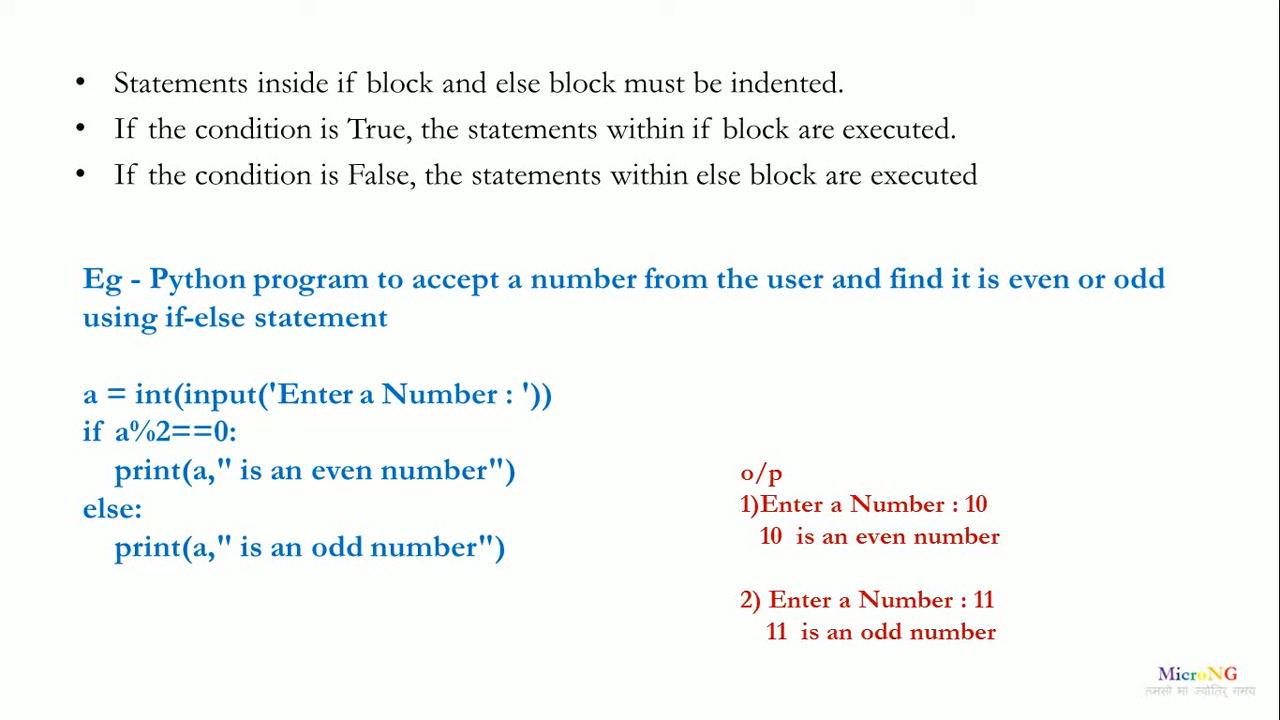 • Statements inside if block and else block must be indented.
• If the condition is True, the statements within if block are executed.
• If the condition is False, the statements within else block are executed
Eg - Python program to accept a number from the user and find it is even or odd
using if-else statement
a = int(input('Enter a Number : '))
if a%2==0:
    print(a," is an even number")
else:
    print(a," is an odd number")
o/p
1)Enter a Number : 10
10  is an even number
2) Enter a Number : 11
11  is an odd number
MicroNG
तमसो मा ज्योतिर् गमय